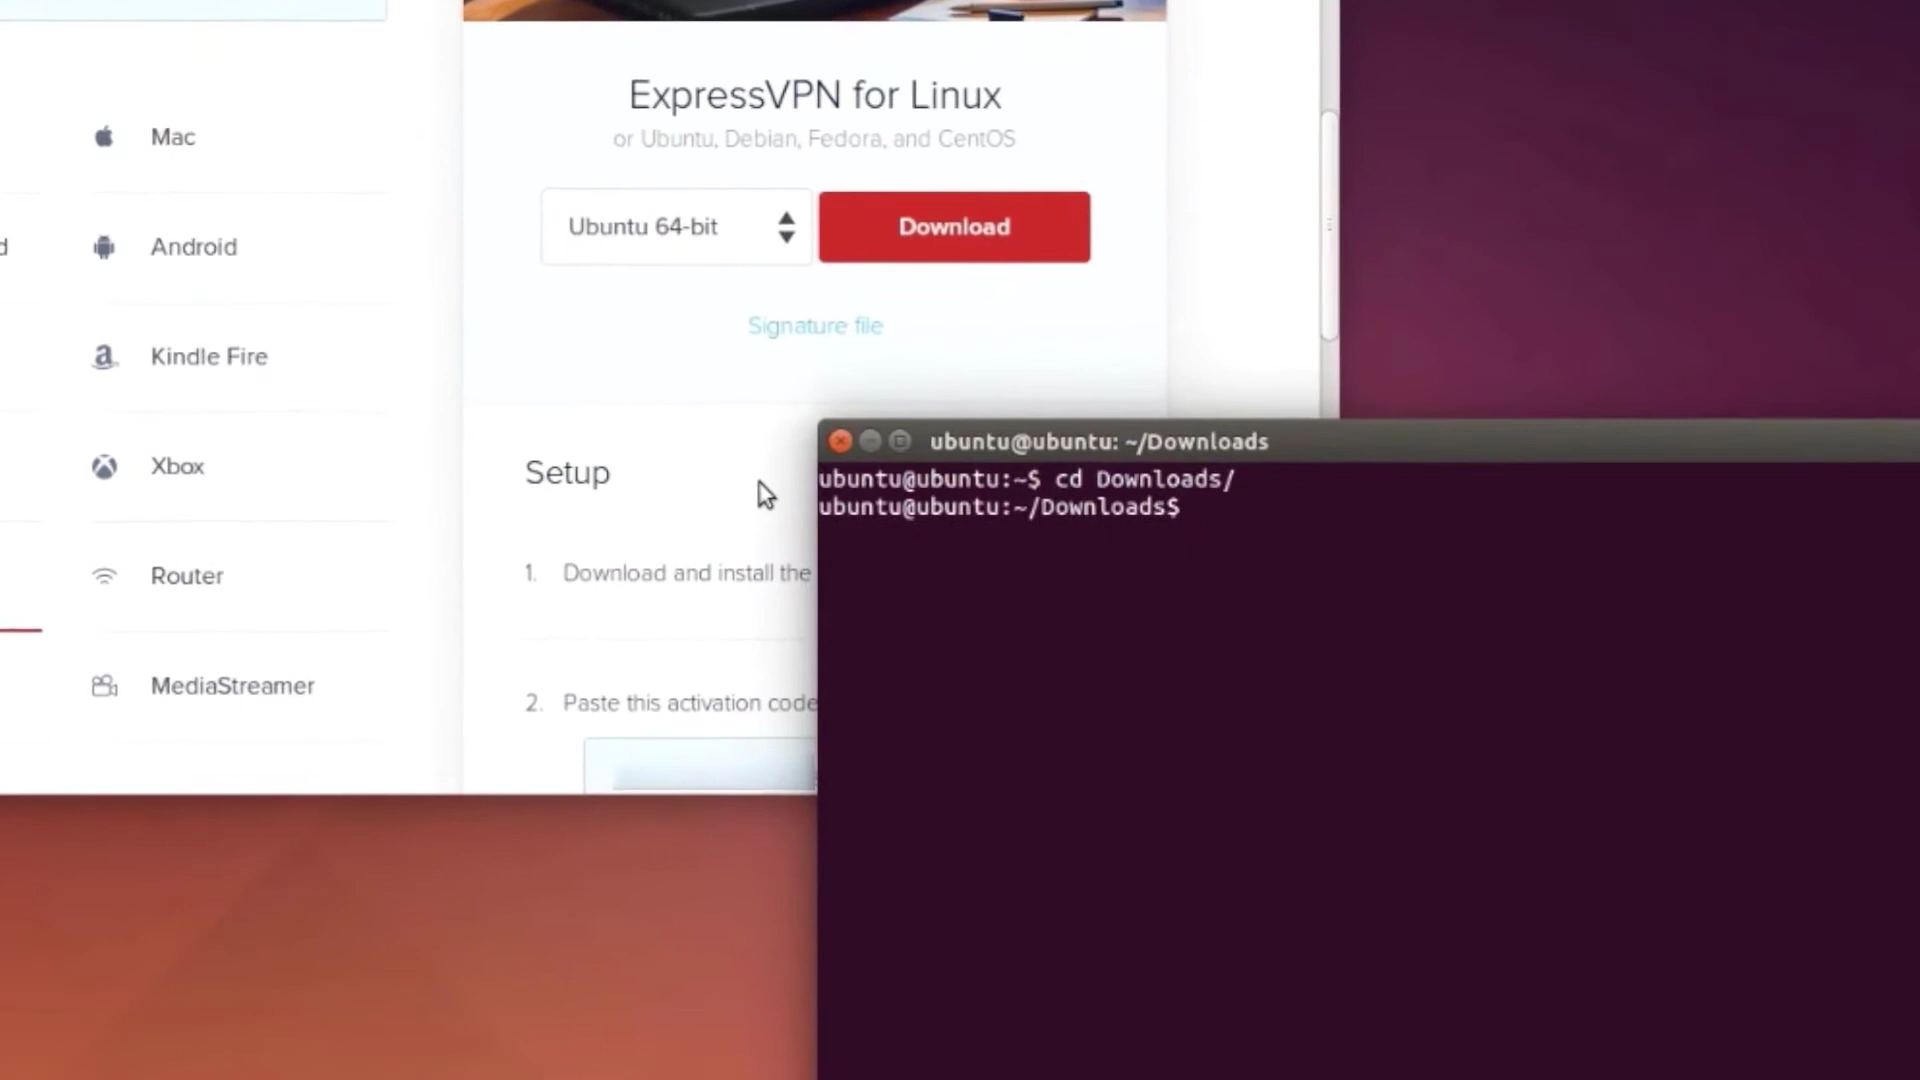 Mac
Android
Kindle Fire
Xbox
Router
MediaStreamer
ExpressVPN for Linux
or Ubuntu, Debian, Fedora, and CentOS
Ubuntu 64-bit
Download
Signature file
Setup
1. Download and install the
2. Paste this activation code
ubuntu@ubuntu: ~/Downloads
ubuntu@ubuntu:~$ cd Downloads/
ubuntu@ubuntu:~/Downloads$